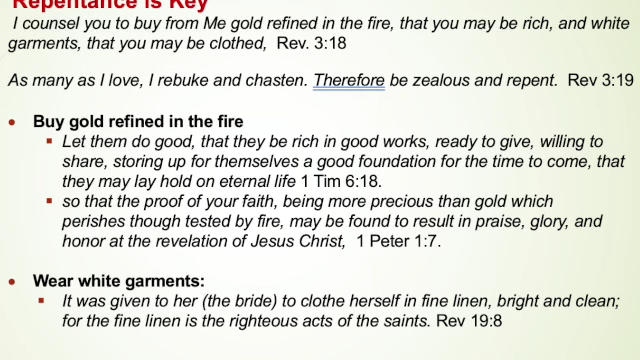 Repentance is Key
I counsel you to buy from Me gold refined in the fire, that you may be rich, and white
garments, that you may be clothed, Rev. 3:18
As many as I love, I rebuke and chasten. Therefore be zealous and repent. Rev 3:19
• Buy gold refined in the fire
▪ Let them do good, that they be rich in good works, ready to give, willing to
share, storing up for themselves a good foundation for the time to come, that
they may lay hold on eternal life 1 Tim 6:18.
▪ so that the proof of your faith, being more precious than gold which
perishes though tested by fire, may be found to result in praise, glory, and
honor at the revelation of Jesus Christ, 1 Peter 1:7.
• Wear white garments:
▪ It was given to her (the bride) to clothe herself in fine linen, bright and clean;
for the fine linen is the righteous acts of the saints. Rev 19:8